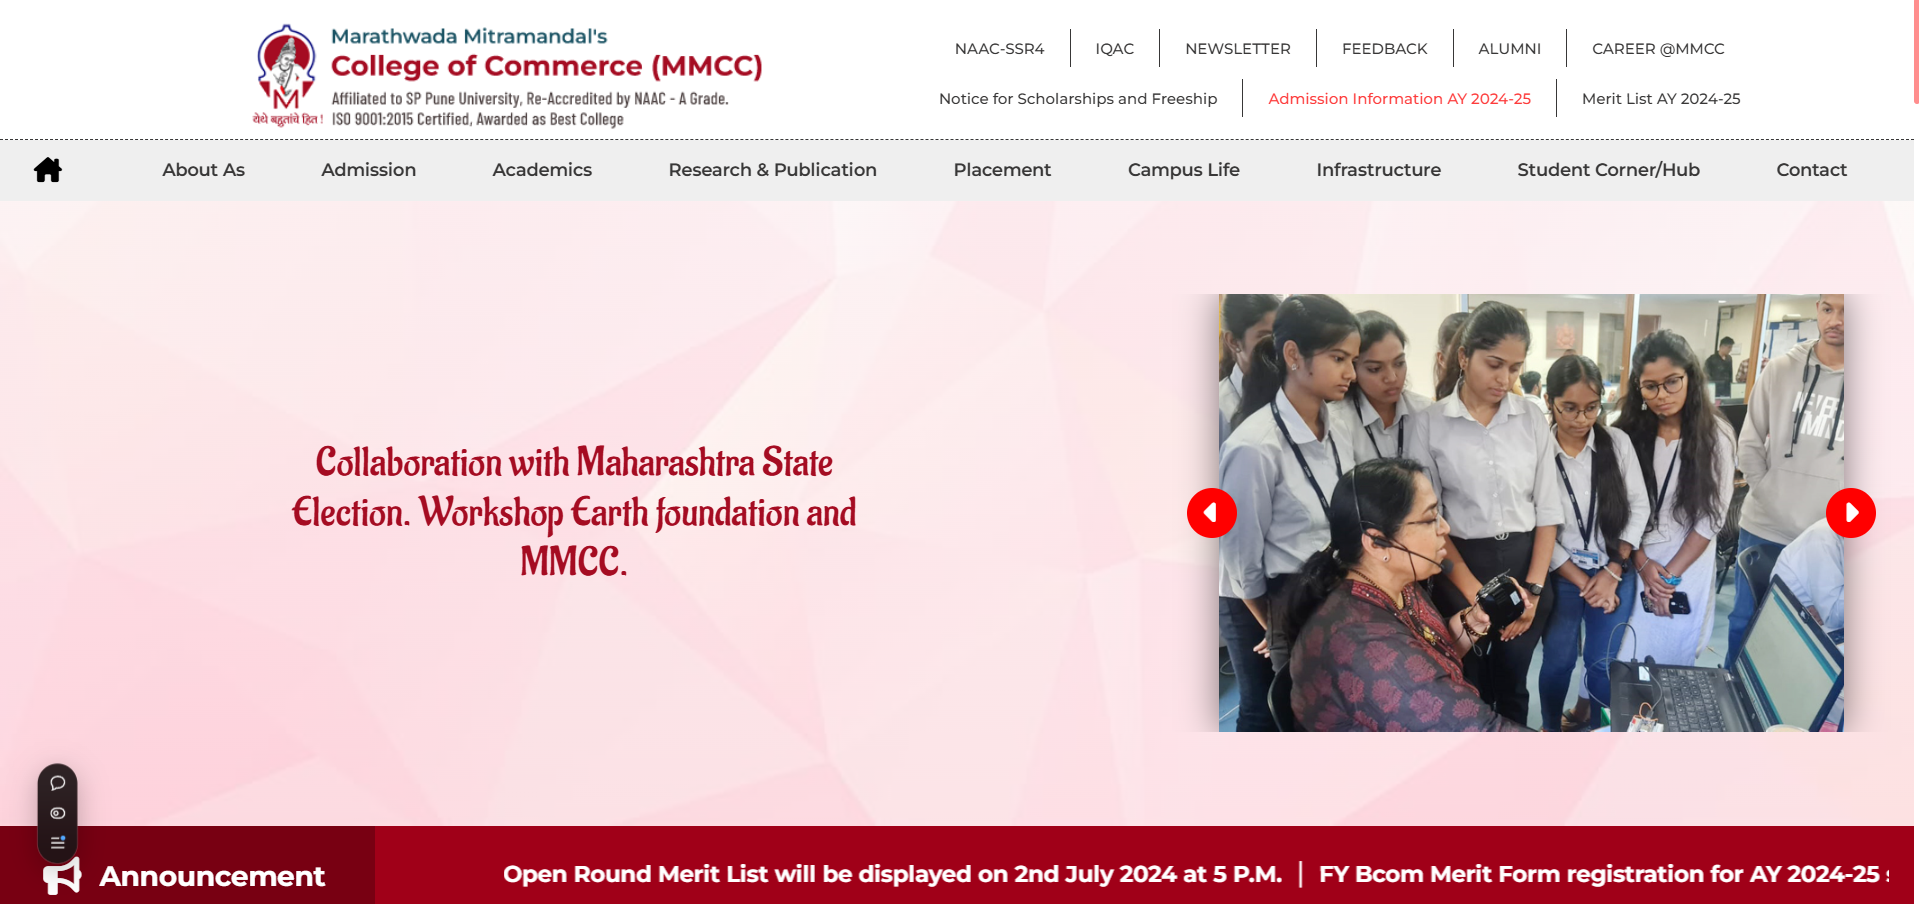 Marathwada Mitramandal's
College of Commerce (MMCC)
Affiliated to SP Pune University, Re-Accredited by NAAC - A Grade.
येथे बहुतांचे हित ! ISO 9001:2015 Certified, Awarded as Best College
NAAC-SSR4 IQAC NEWSLETTER FEEDBACK ALUMNI CAREER @MMCC
Notice for Scholarships and Freeship Admission Information AY 2024-25 Merit List AY 2024-25
About As Admission Academics Research & Publication Placement Campus Life Infrastructure Student Corner/Hub Contact
Collaboration with Maharashtra State
Election. Workshop Earth foundation and
MMCC.
Announcement
Open Round Merit List will be displayed on 2nd July 2024 at 5 P.M. | FY Bcom Merit Form registration for AY 2024-25